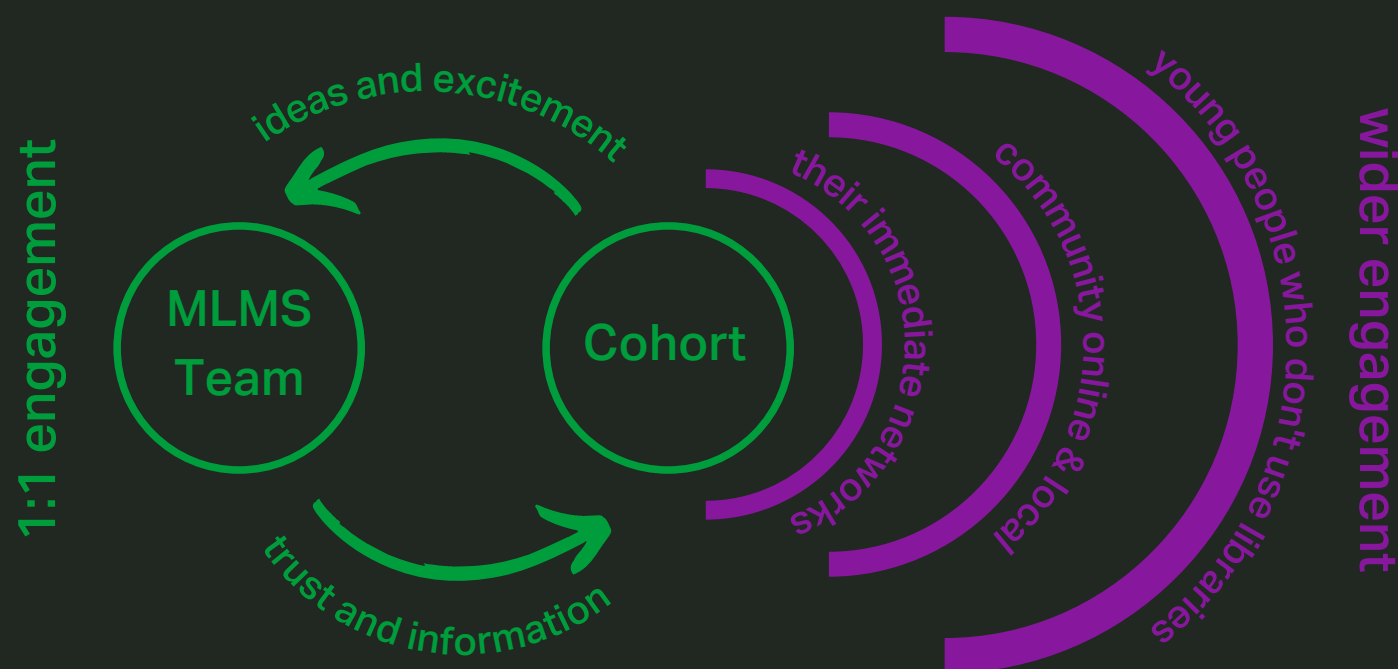 1:1 engagement
ideas and excitement
MLMS
Team
Cohort
trust and information
their immediate networks
community online & local
young people who don't use libraries
wider engagement